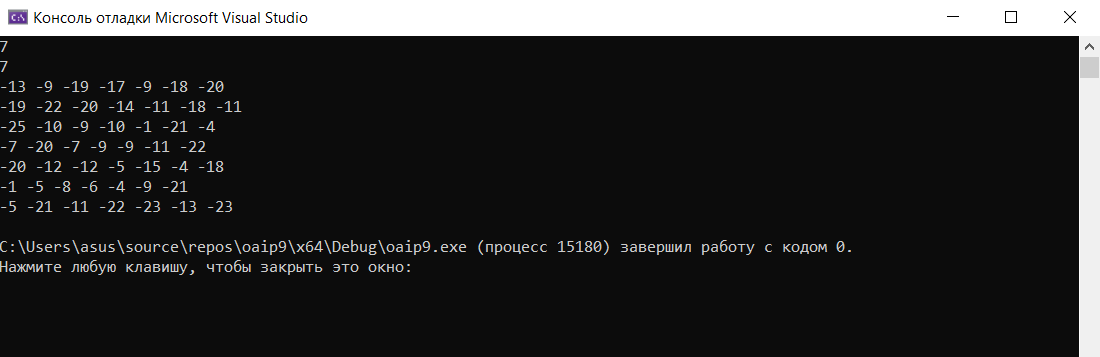 Консоль отладки Microsoft Visual Studio
7
7
-13 -9 -19 -17 -9 -18 -20
-19 -22 -20 -14 -11 -18 -11
-25 -10 -9 -10 -1 -21 -4
-7 -20 -7 -9 -9 -11 -22
-20 -12 -12 -5 -15 -4 -18
-1 -5 -8 -6 -4 -9 -21
-5 -21 -11 -22 -23 -13 -23
C:\Users\asus\source\repos\oaip9\x64\Debug\oaip9.exe (процесс 15180) завершил работу с кодом 0.
Нажмите любую клавишу, чтобы закрыть это окно: